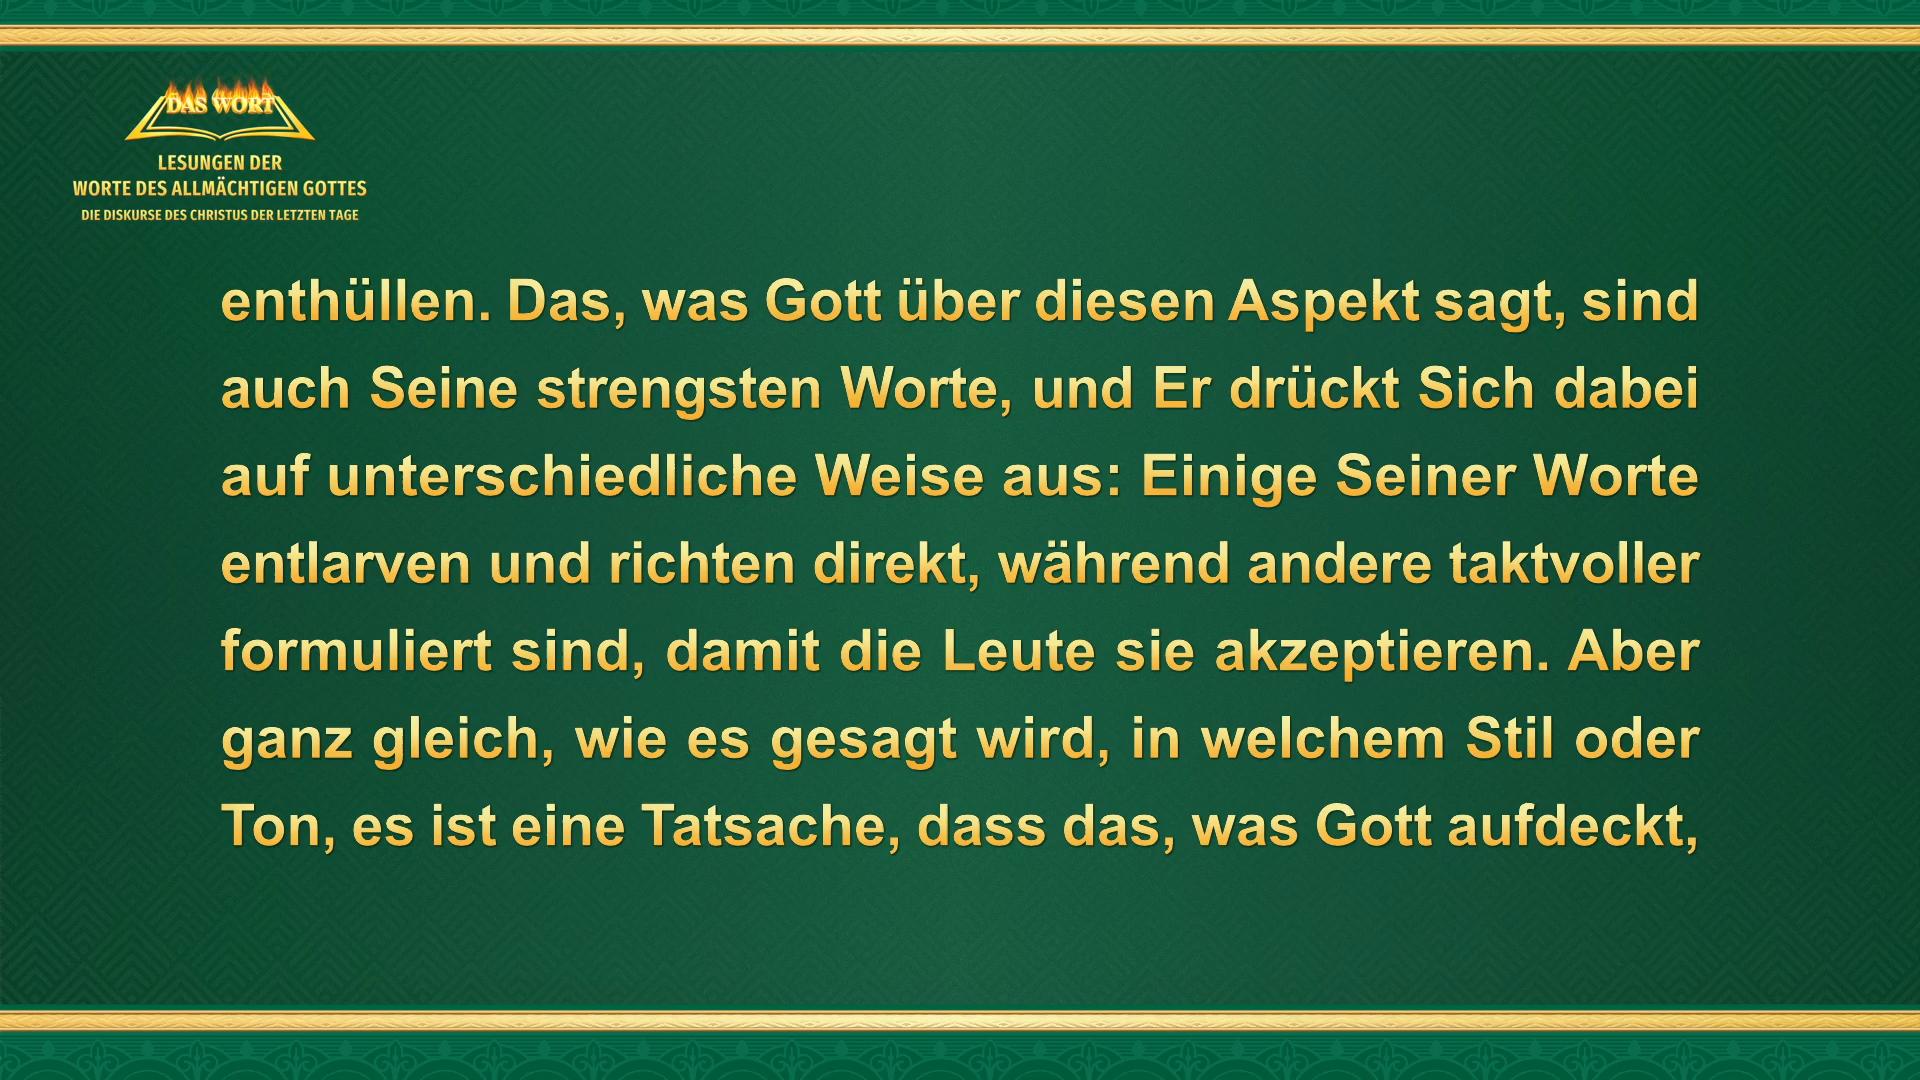 DAS WORT
LESUNGEN DER
WORTE DES ALLMÄCHTIGEN GOTTES
DIE DISKURSE DES CHRISTUS DER LETZTEN TAGE
enthüllen. Das, was Gott über diesen Aspekt sagt, sind
auch Seine strengsten Worte, und Er drückt Sich dabei
auf unterschiedliche Weise aus: Einige Seiner Worte
entlarven und richten direkt, während andere taktvoller
formuliert sind, damit die Leute sie akzeptieren. Aber
ganz gleich, wie es gesagt wird, in welchem Stil oder
Ton, es ist eine Tatsache, dass das, was Gott aufdeckt,